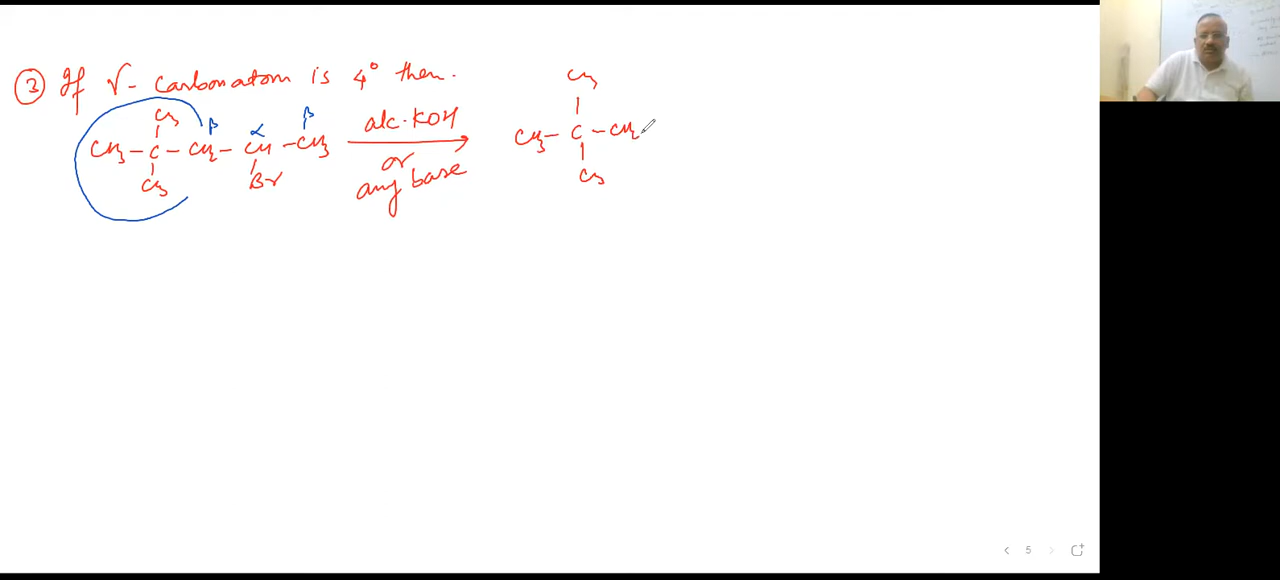 ③ If γ- carbon atom is 4° then.
CH3
β
α
β
CH3 - C - CH2 - CH - CH3
CH3
Br
alc. KOH
or
any base
CH3
CH3 - C - CH2
CH3
5